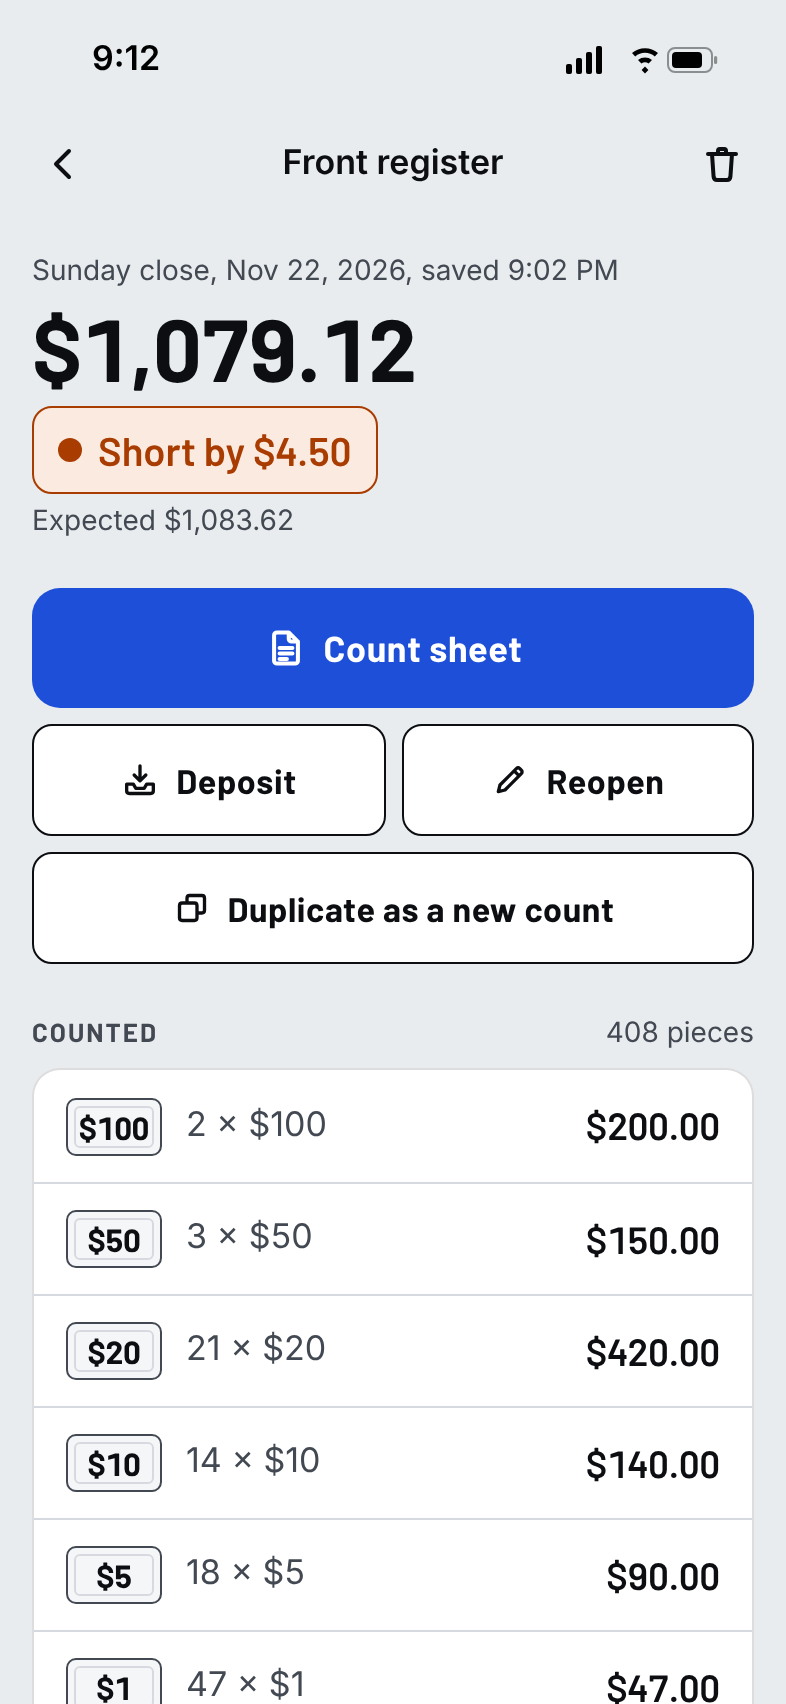 9:12
Front register
Sunday close, Nov 22, 2026, saved 9:02 PM
$1,079.12
Short by $4.50
Expected $1,083.62
Count sheet
Deposit
Reopen
Duplicate as a new count
COUNTED 408 pieces
$100 2 × $100 $200.00
$50 3 × $50 $150.00
$20 21 × $20 $420.00
$10 14 × $10 $140.00
$5 18 × $5 $90.00
$1 47 × $1 $47.00